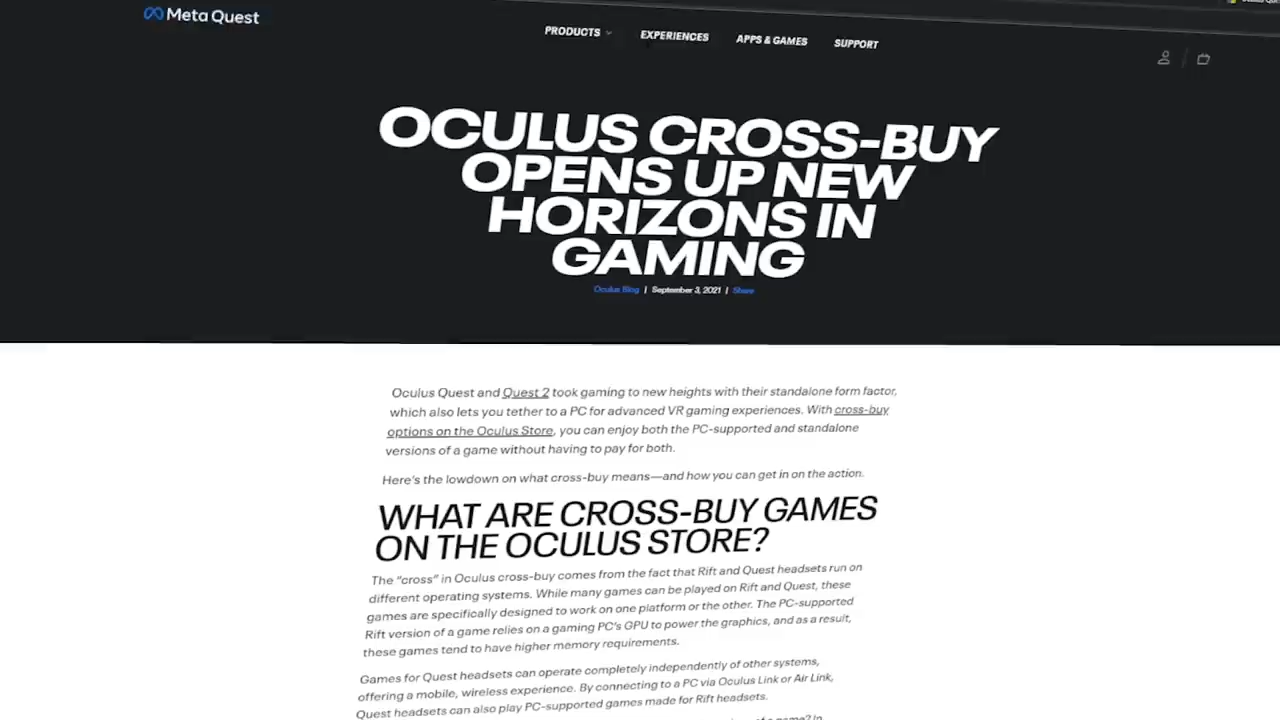 Meta Quest
PRODUCTS
EXPERIENCES
APPS & GAMES
SUPPORT
OCULUS CROSS-BUY
OPENS UP NEW
HORIZONS IN
GAMING
Oculus Blog | September 3, 2021 | Share
Oculus Quest and Quest 2 took gaming to new heights with their standalone form factor,
which also lets you tether to a PC for advanced VR gaming experiences. With cross-buy
options on the Oculus Store, you can enjoy both the PC-supported and standalone
versions of a game without having to pay for both.
Here's the lowdown on what cross-buy means—and how you can get in on the action.
WHAT ARE CROSS-BUY GAMES
ON THE OCULUS STORE?
The “cross” in Oculus cross-buy comes from the fact that Rift and Quest headsets run on
different operating systems. While many games can be played on Rift and Quest, these
games are specifically designed to work on one platform or the other. The PC-supported
Rift version of a game relies on a gaming PC's GPU to power the graphics, and as a result,
these games tend to have higher memory requirements.
Games for Quest headsets can operate completely independently of other systems,
offering a mobile, wireless experience. By connecting to a PC via Oculus Link or Air Link,
Quest headsets can also play PC-supported games made for Rift headsets.
of a game? In